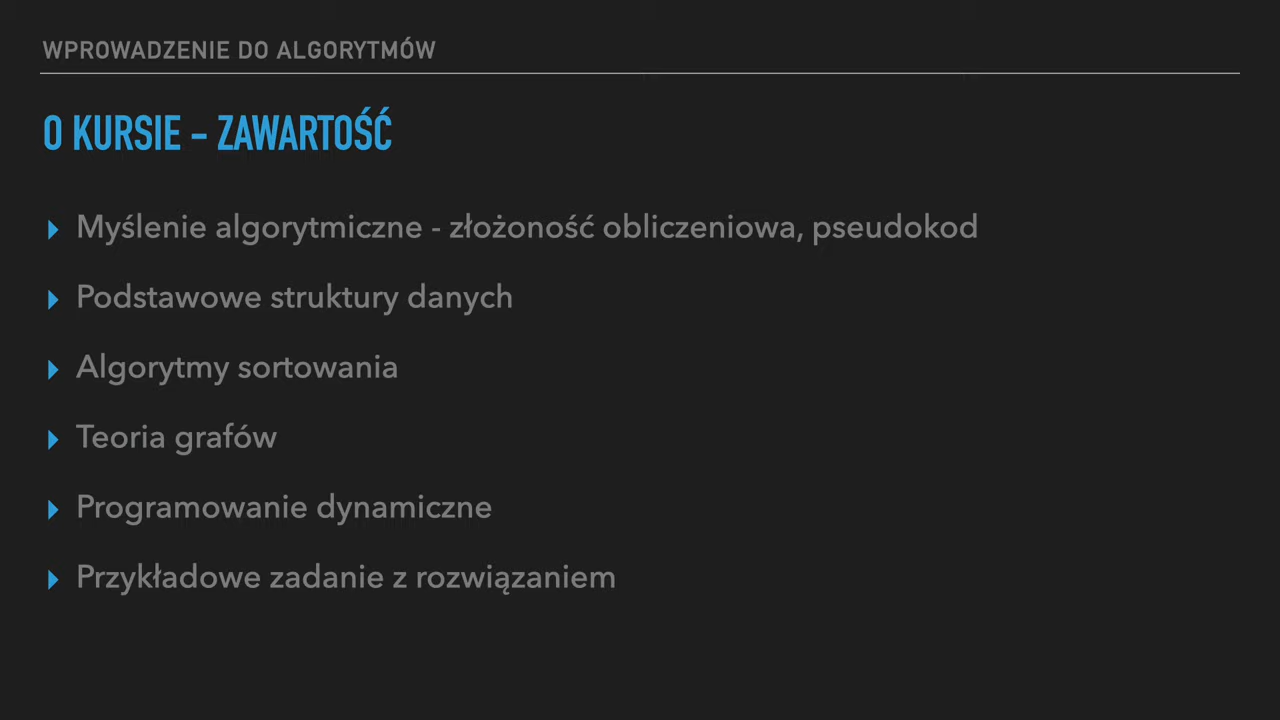 WPROWADZENIE DO ALGORYTMÓW
O KURSIE - ZAWARTOŚĆ
Myślenie algorytmiczne - złożoność obliczeniowa, pseudokod
Podstawowe struktury danych
Algorytmy sortowania
Teoria grafów
Programowanie dynamiczne
Przykładowe zadanie z rozwiązaniem